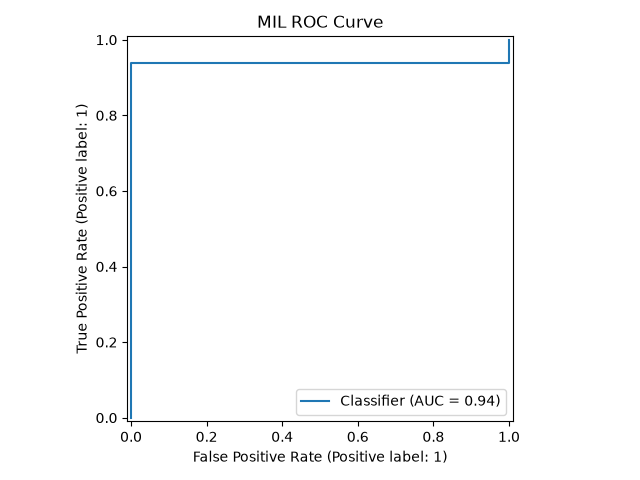 MIL ROC Curve
1.0
0.8
0.6
0.4
0.2
0.0
True Positive Rate (Positive label: 1)
Classifier (AUC = 0.94)
0.0 0.2 0.4 0.6 0.8 1.0
False Positive Rate (Positive label: 1)